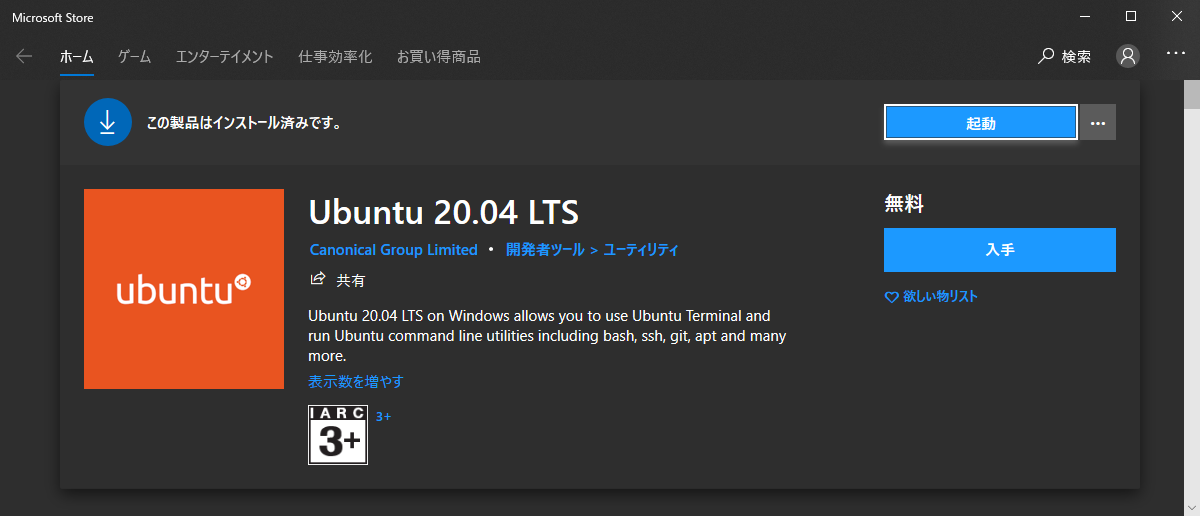 Microsoft Store
ホーム ゲーム エンターテイメント 仕事効率化 お買い得商品 検索
この製品はインストール済みです。 起動
ubuntu
Ubuntu 20.04 LTS
Canonical Group Limited • 開発者ツール > ユーティリティ
共有
Ubuntu 20.04 LTS on Windows allows you to use Ubuntu Terminal and
run Ubuntu command line utilities including bash, ssh, git, apt and many
more.
表示数を増やす
IARC
3+
3+
無料
入手
欲しい物リスト